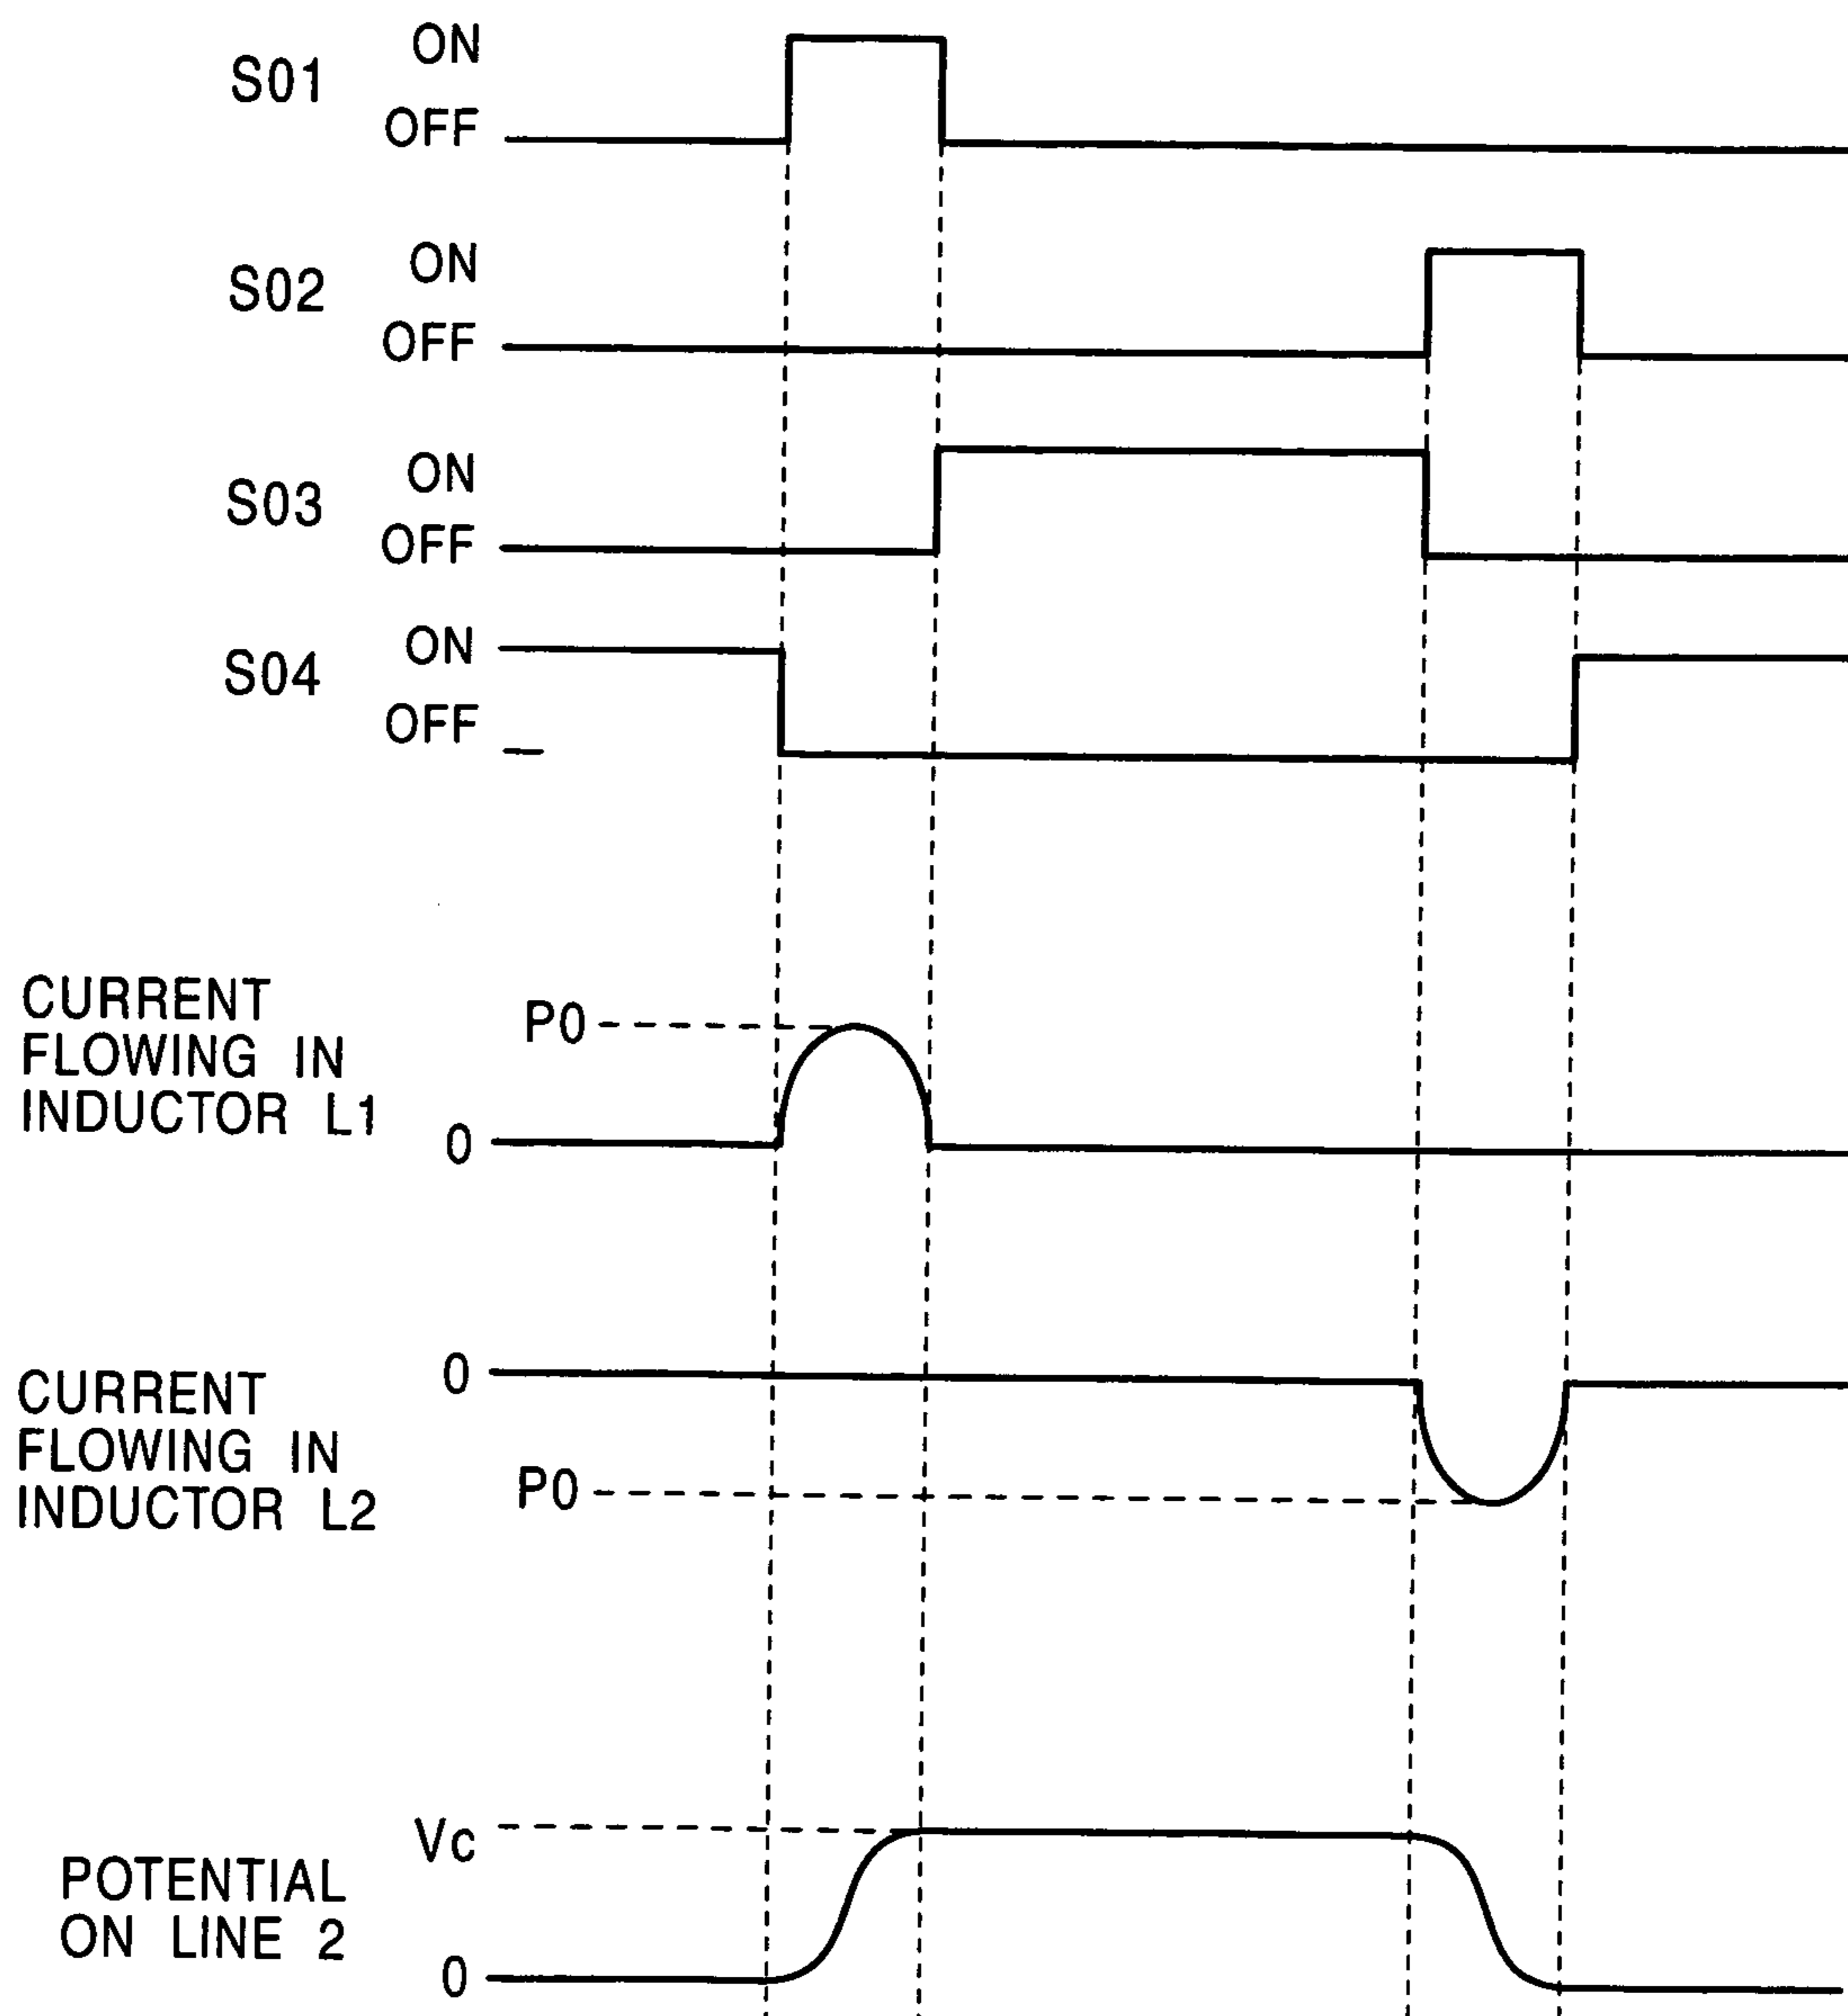 ON
S01
OFF
ON
S02
OFF
ON
S03
OFF
ON
S04
OFF
CURRENT
FLOWING IN
INDUCTOR L1
P0
0
0
CURRENT
FLOWING IN
INDUCTOR L2
P0
Vc
POTENTIAL
ON LINE 2
0